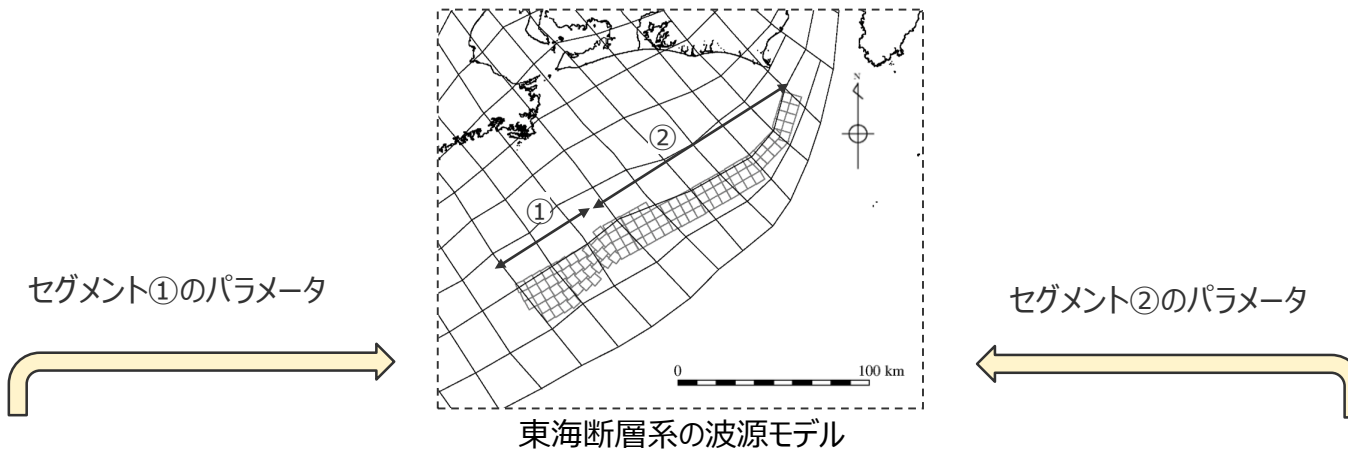 N
②
①
セグメント①のパラメータ
セグメント②のパラメータ
0 100 km
東海断層系の波源モデル